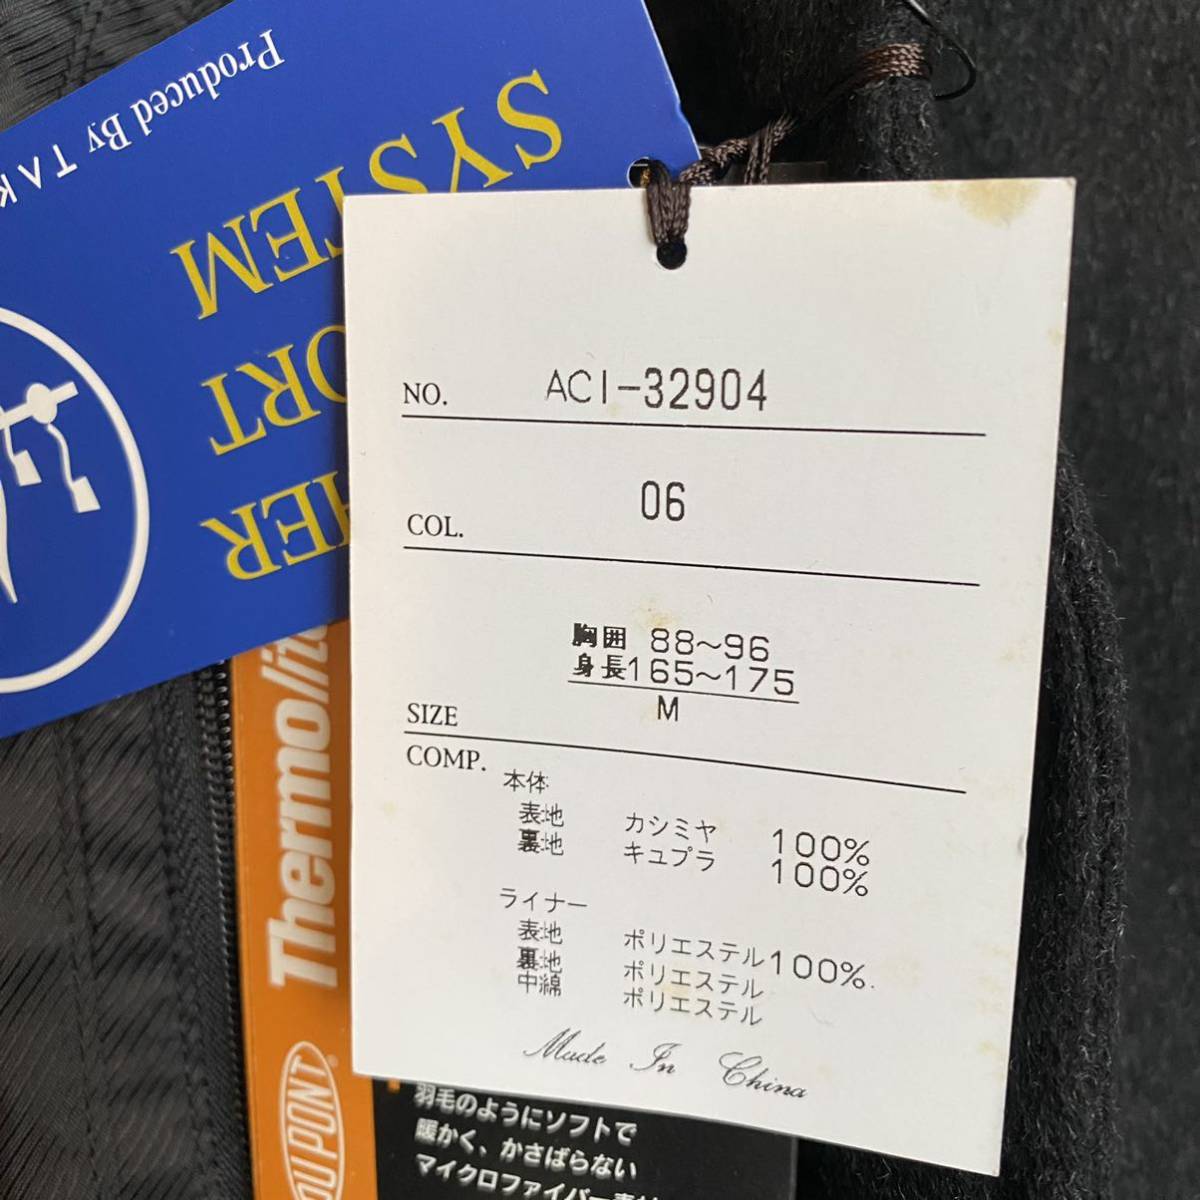 Produced By TAK
SYSTEM
ORT
HER
NO. ACI-32904
COL. 06
胸囲 88~96
身長165~175
SIZE M
COMP.
本体
表地 カシミヤ 100%
裏地 キュプラ 100%
ライナー
表地 ポリエステル100%.
裏地 ポリエステル
中綿 ポリエステル
Made In China
Thermolite
DU PONT
羽毛のようにソフトで
暖かく、かさばらない
マイクロファイバー素材